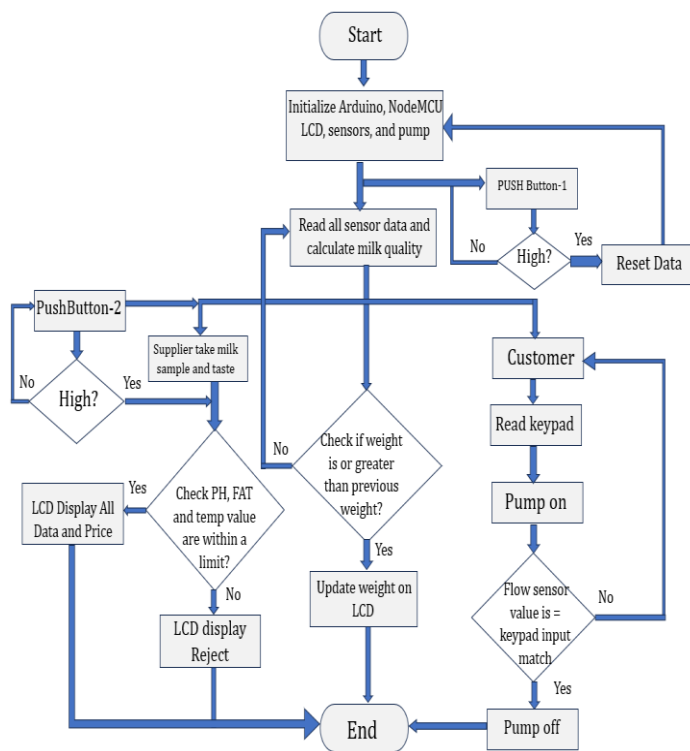 Start
Initialize Arduino, NodeMCU
LCD, sensors, and pump
PUSH Button-1
Read all sensor data and
calculate milk quality
No
High?
Yes
Reset Data
PushButton-2
Supplier take milk
sample and taste
Customer
No
High?
Yes
Read keypad
No
Check if weight
is or greater
than previous
weight?
Yes
LCD Display All
Data and Price
Check PH, FAT
and temp value
are within a
limit?
Pump on
Yes
Update weight on
LCD
Flow sensor
value is =
keypad input
match
No
No
LCD display
Reject
Yes
End
Pump off